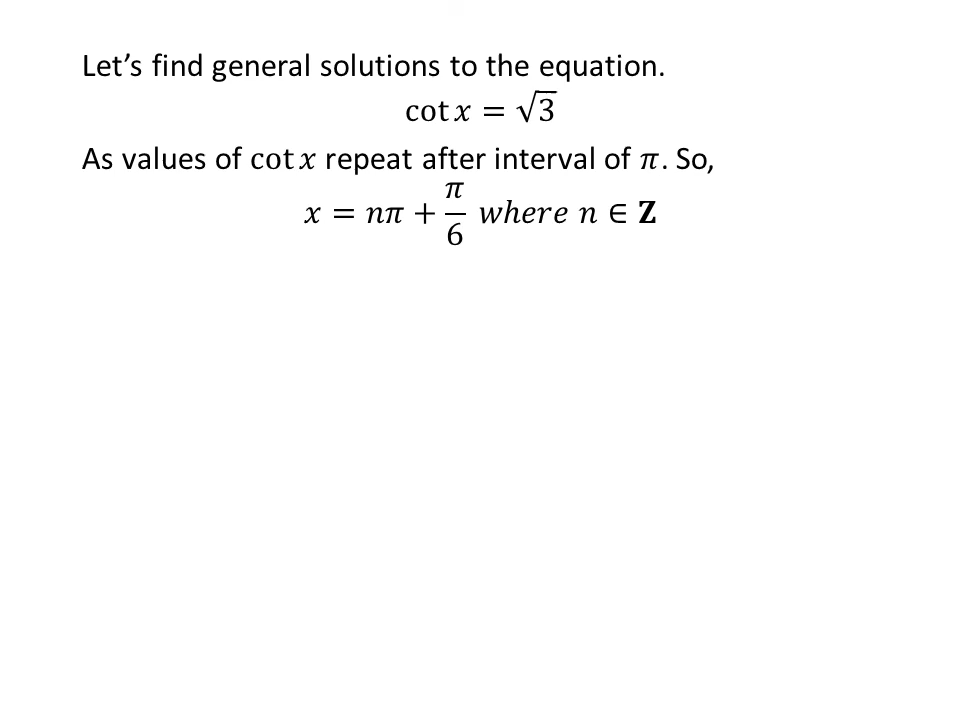 Let’s find general solutions to the equation.
cot 𝑥 = √3
As values of cot 𝑥 repeat after interval of 𝜋. So,
𝑥 = 𝑛𝜋 + 𝜋/6 𝑤ℎ𝑒𝑟𝑒 𝑛 ∈ 𝐙